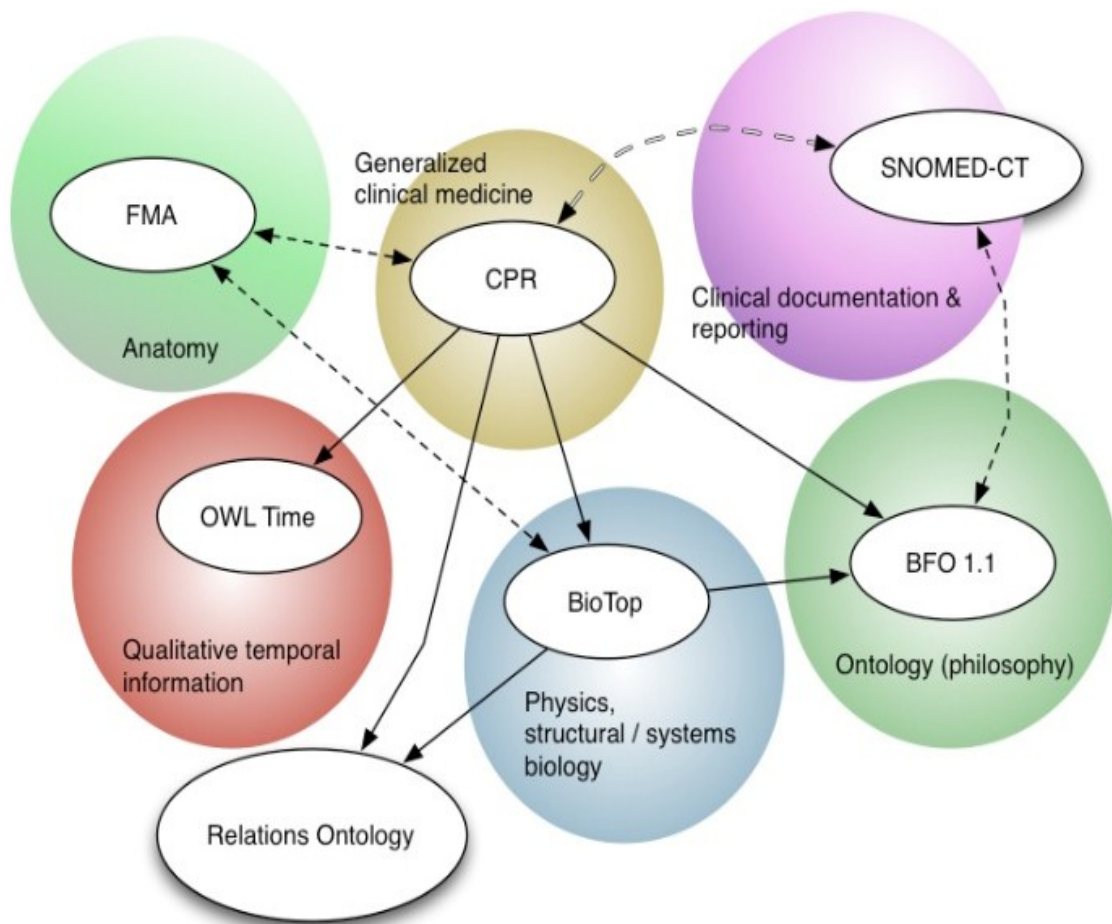 Generalized
clinical medicine
SNOMED-CT
FMA
CPR
Clinical documentation &
reporting
Anatomy
OWL Time
BFO 1.1
BioTop
Qualitative temporal
information
Ontology (philosophy)
Physics,
structural / systems
biology
Relations Ontology